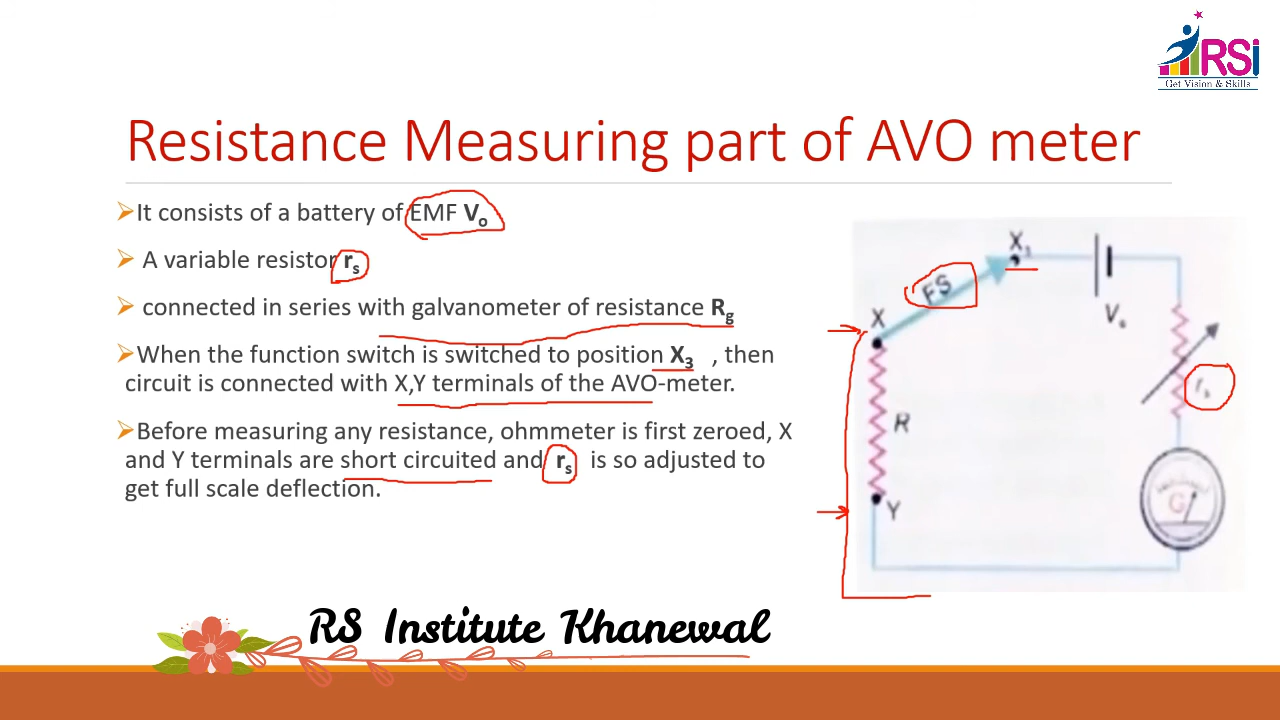 RSi
Get Vision & Skills
Resistance Measuring part of AVO meter
➢It consists of a battery of EMF Vo
➢ A variable resistor rs
➢ connected in series with galvanometer of resistance Rg
➢When the function switch is switched to position X3 , then
circuit is connected with X,Y terminals of the AVO-meter.
➢Before measuring any resistance, ohmmeter is first zeroed, X
and Y terminals are short circuited and rs is so adjusted to
get full scale deflection.
X3
FS
X
Vo
rs
R
G
Y
RS Institute Khanewal